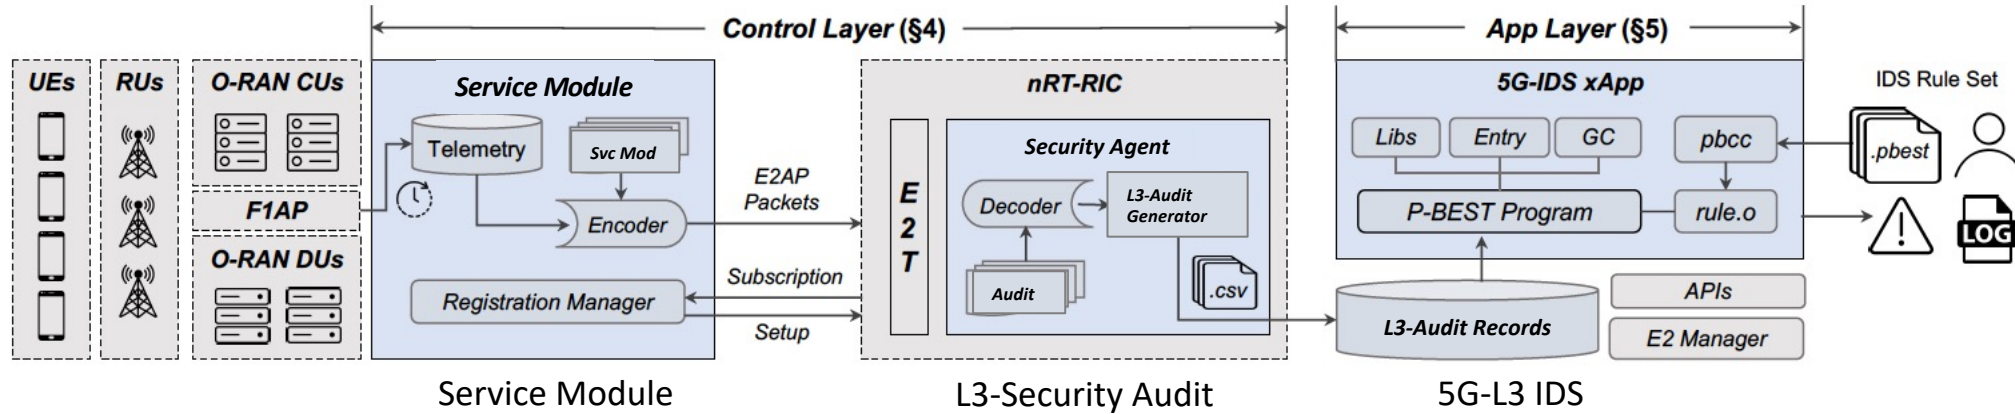 Control Layer (§4)
App Layer (§5)
UEs
RUs
O-RAN CUs
F1AP
O-RAN DUs
Service Module
Telemetry
Svc Mod
Encoder
Registration Manager
E2AP
Packets
Subscription
Setup
nRT-RIC
E
2
T
Security Agent
Decoder
L3-Audit
Generator
Audit
.csv
5G-IDS xApp
Libs
Entry
GC
pbcc
P-BEST Program
rule.o
L3-Audit Records
APIs
E2 Manager
IDS Rule Set
.pbest
LOG
Service Module
L3-Security Audit
5G-L3 IDS